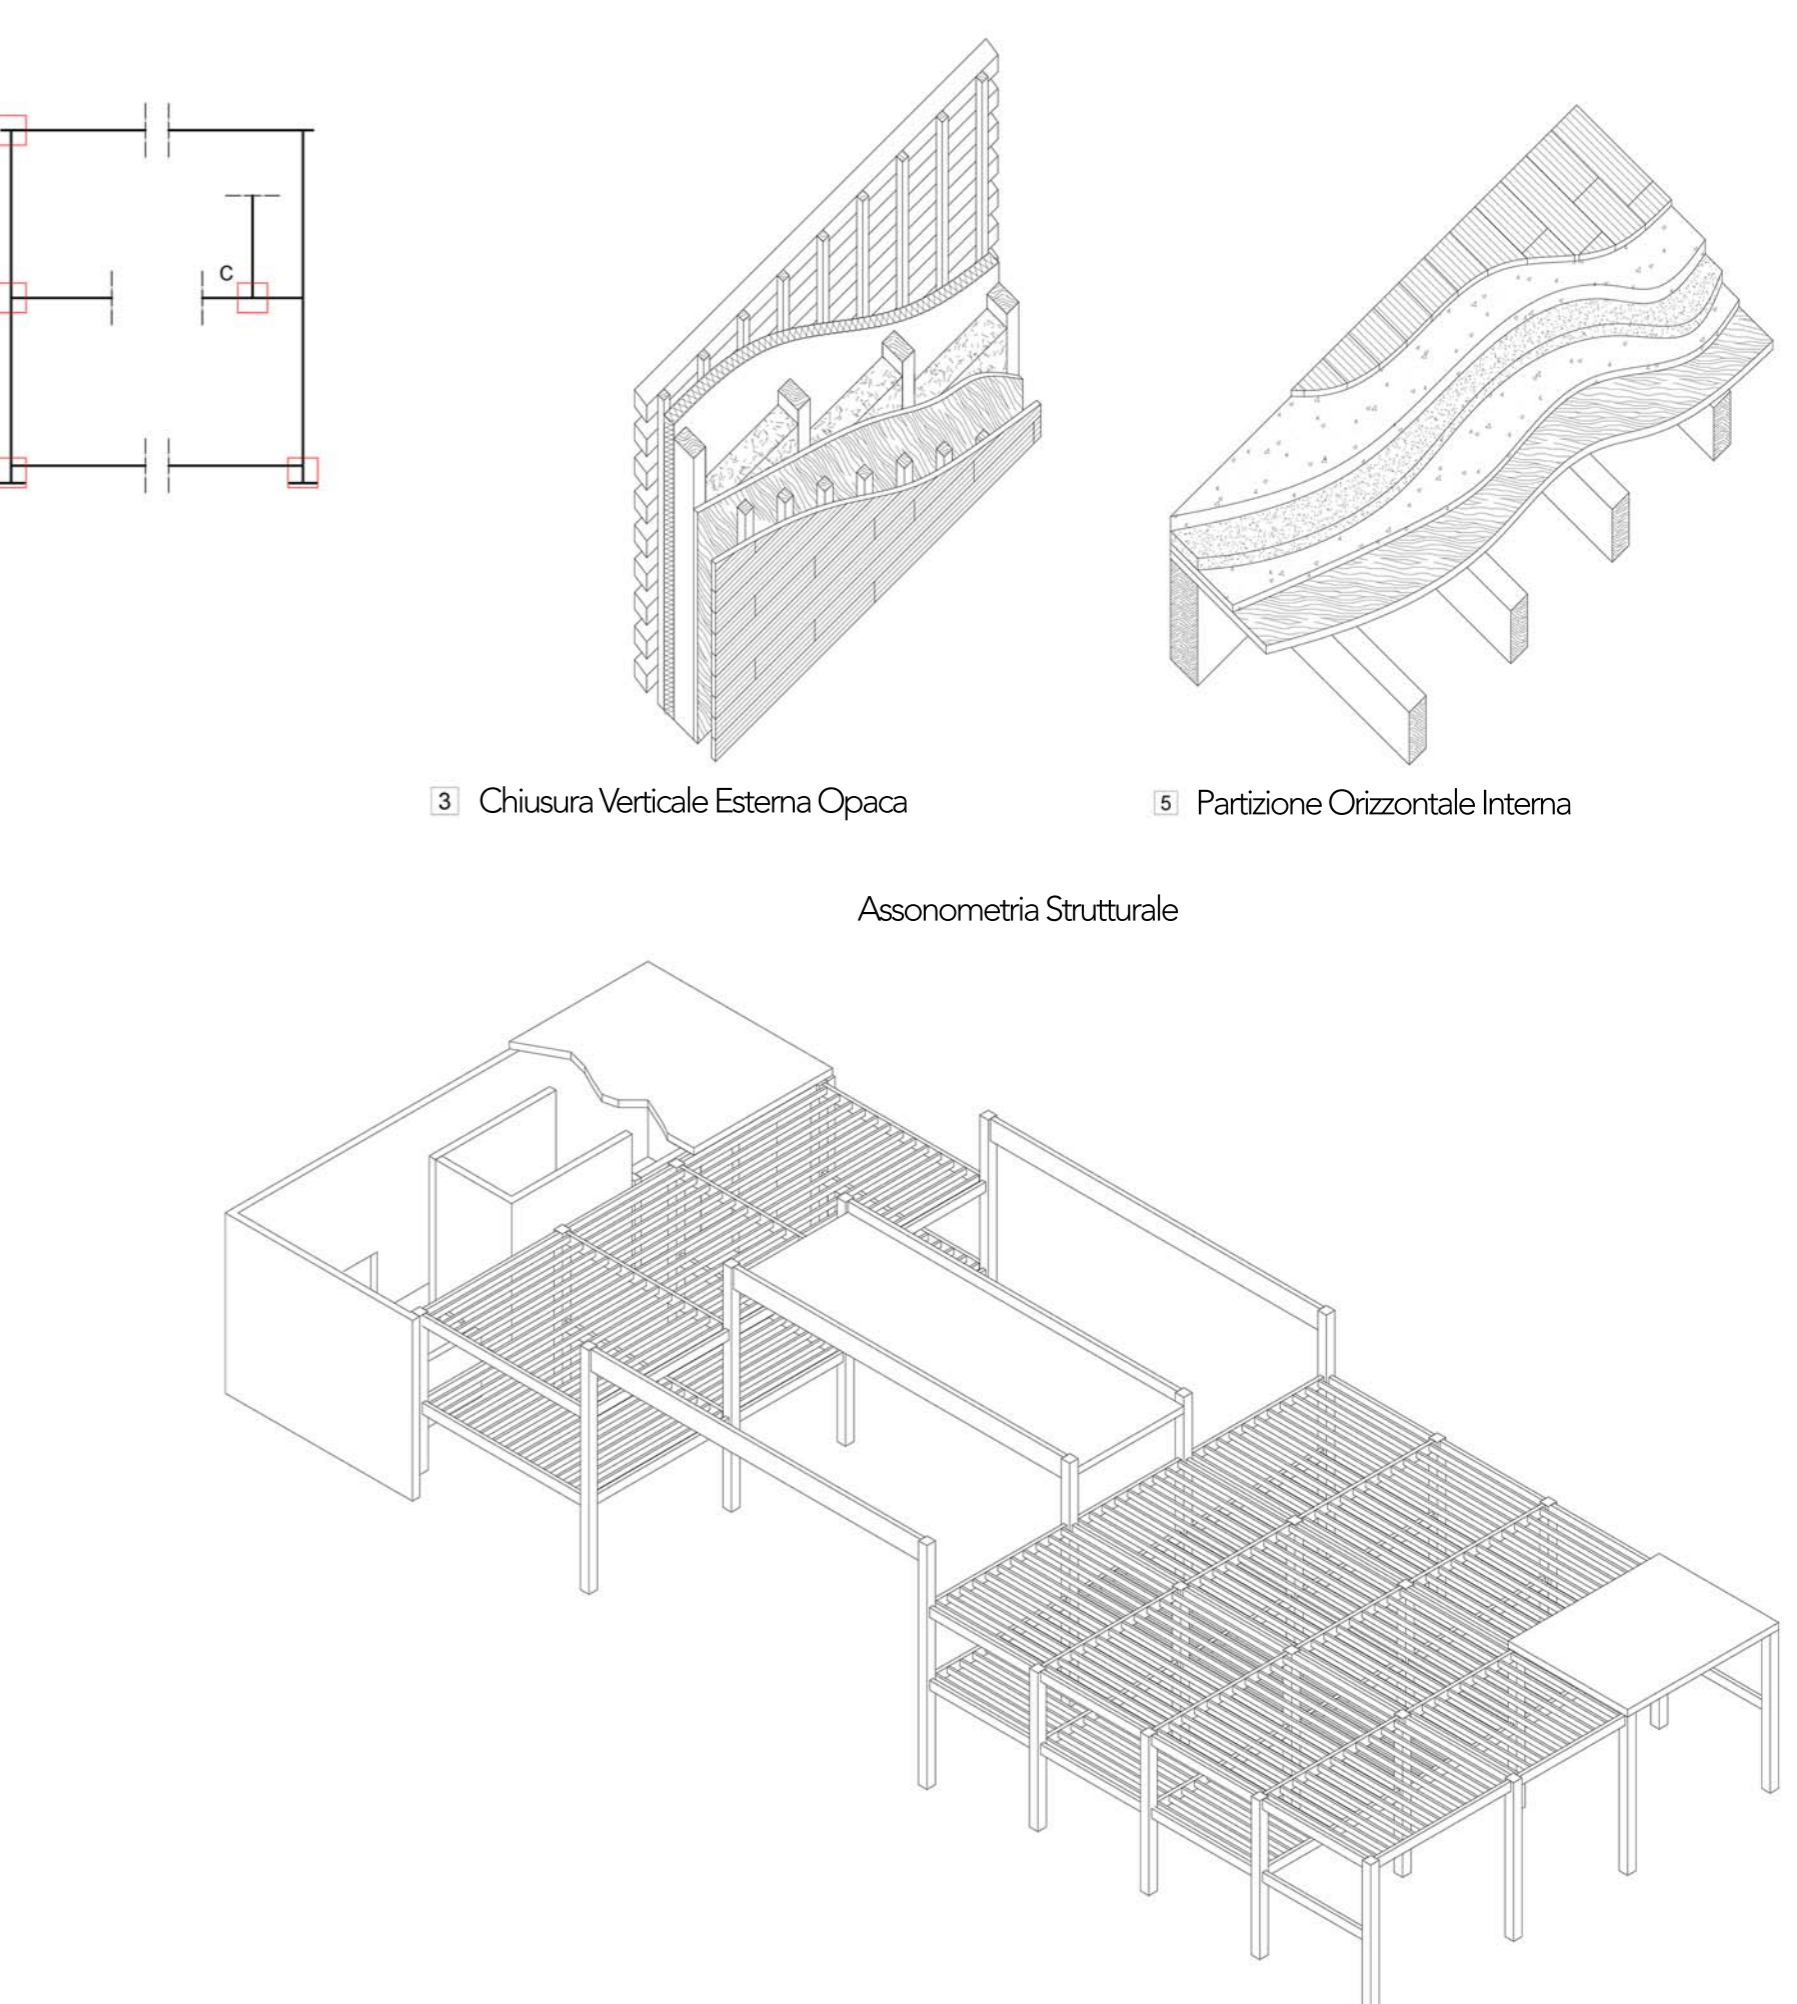 C
3 Chiusura Verticale Esterna Opaca
5 Partizione Orizzontale Interna
Assonometria Strutturale